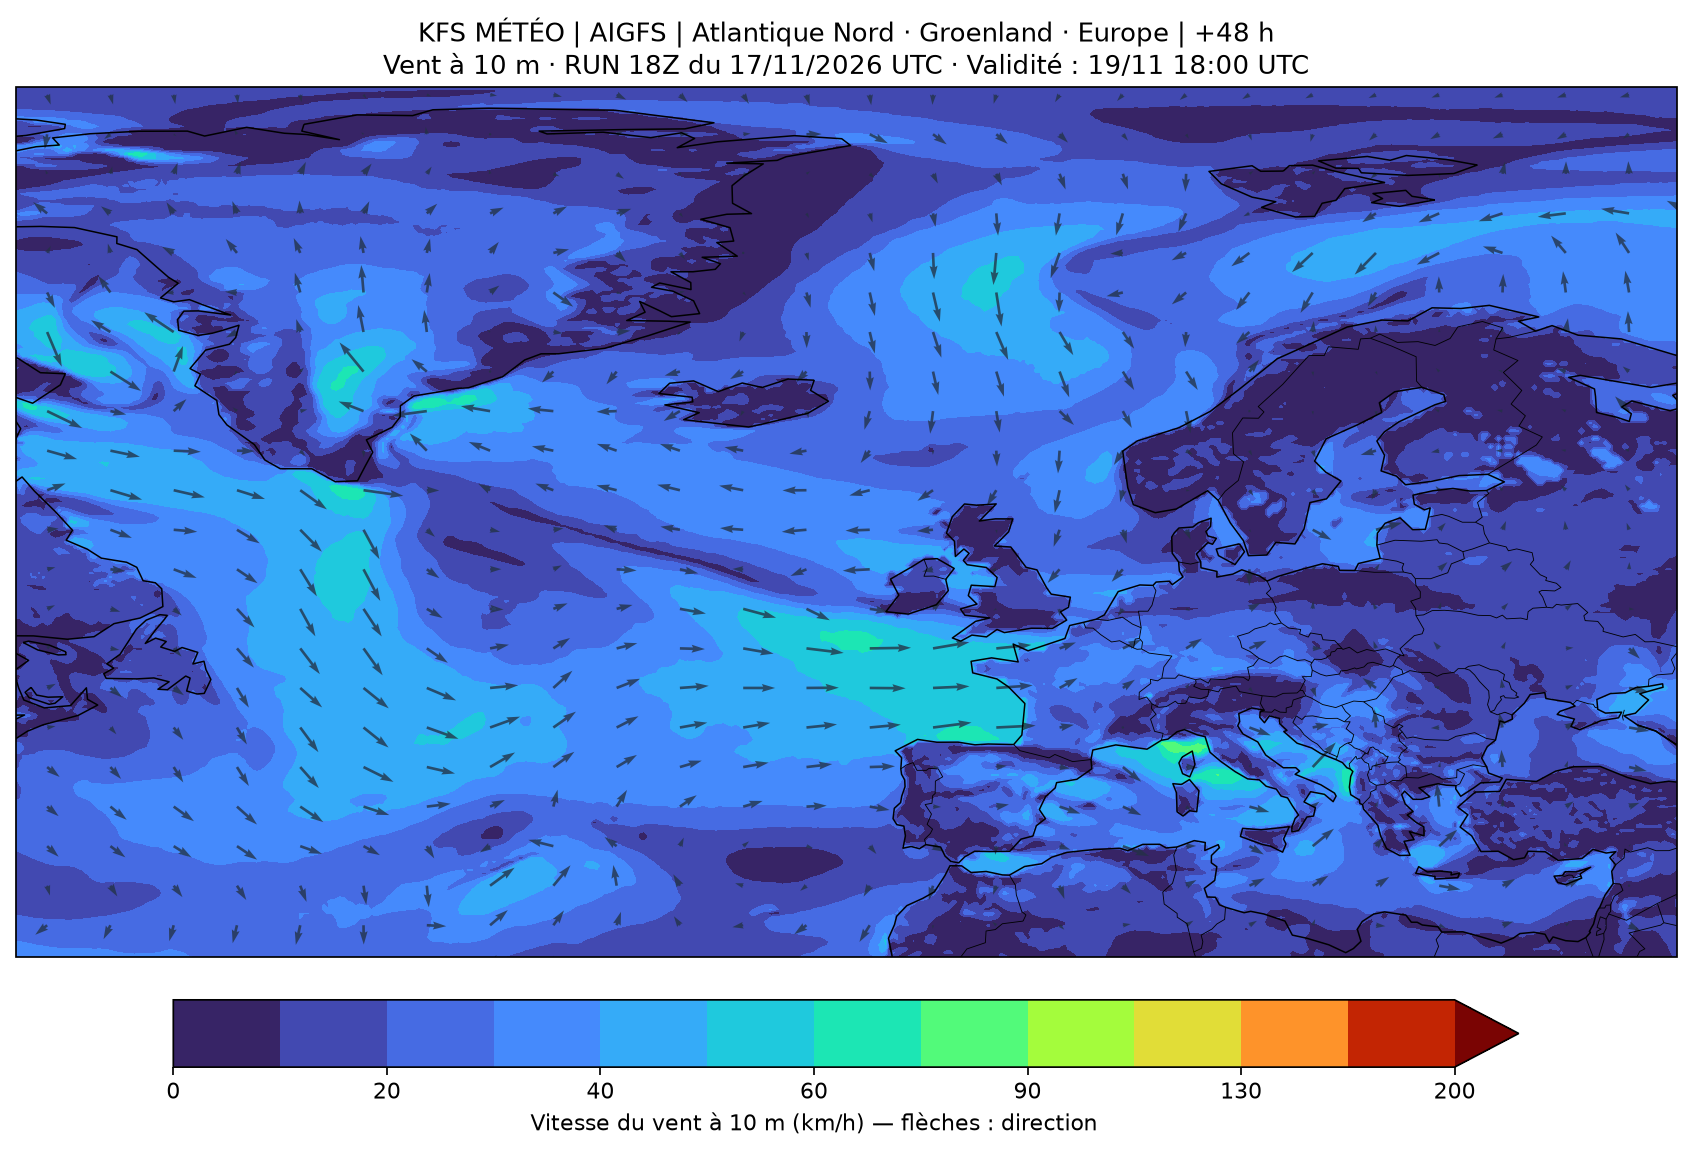 KFS MÉTÉO | AIGFS | Atlantique Nord · Groenland · Europe | +48 h
Vent à 10 m · RUN 18Z du 17/11/2026 UTC · Validité : 19/11 18:00 UTC
0 20 40 60 90 130 200
Vitesse du vent à 10 m (km/h) — flèches : direction